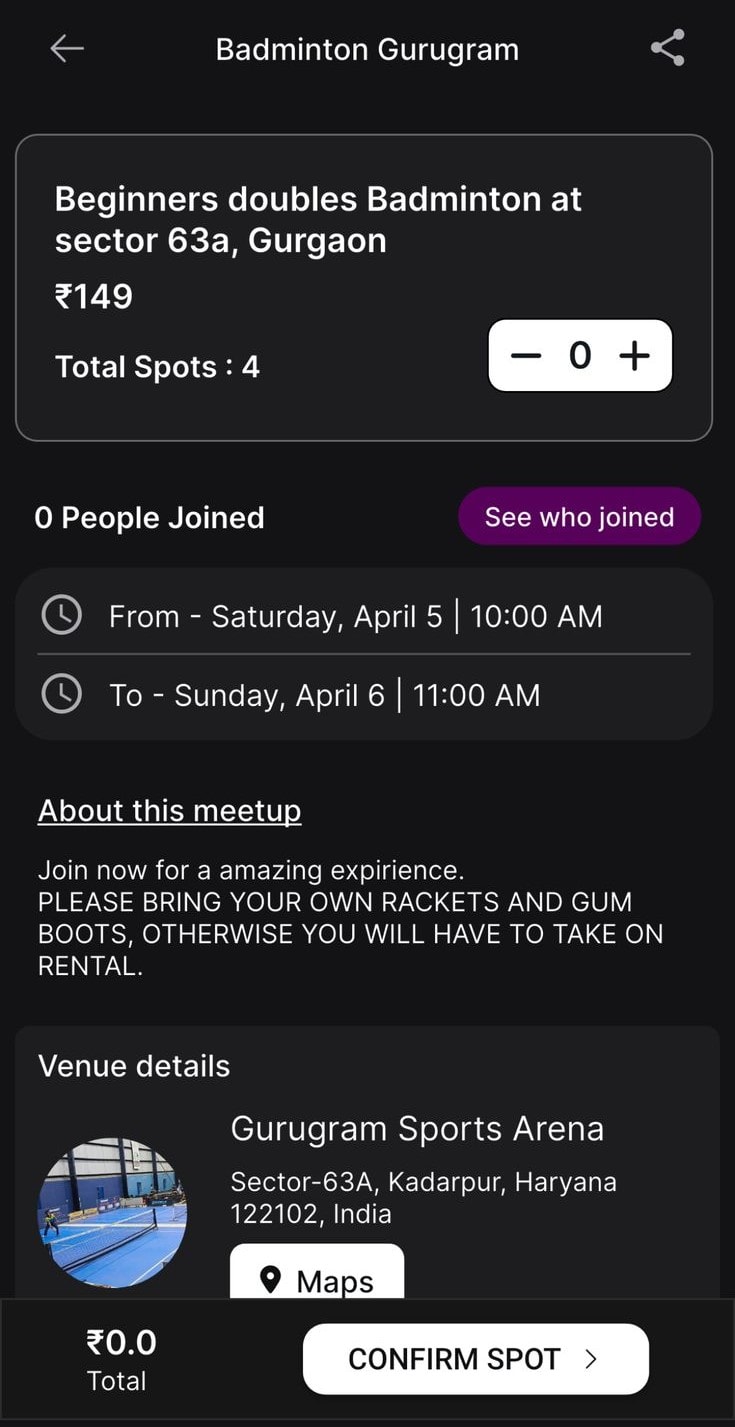 Badminton Gurugram
Beginners doubles Badminton at
sector 63a, Gurgaon
₹149
Total Spots : 4
− 0 +
0 People Joined
See who joined
From - Saturday, April 5 | 10:00 AM
To - Sunday, April 6 | 11:00 AM
About this meetup
Join now for a amazing expirience.
PLEASE BRING YOUR OWN RACKETS AND GUM
BOOTS, OTHERWISE YOU WILL HAVE TO TAKE ON
RENTAL.
Venue details
Gurugram Sports Arena
Sector-63A, Kadarpur, Haryana
122102, India
Maps
₹0.0
Total
CONFIRM SPOT >